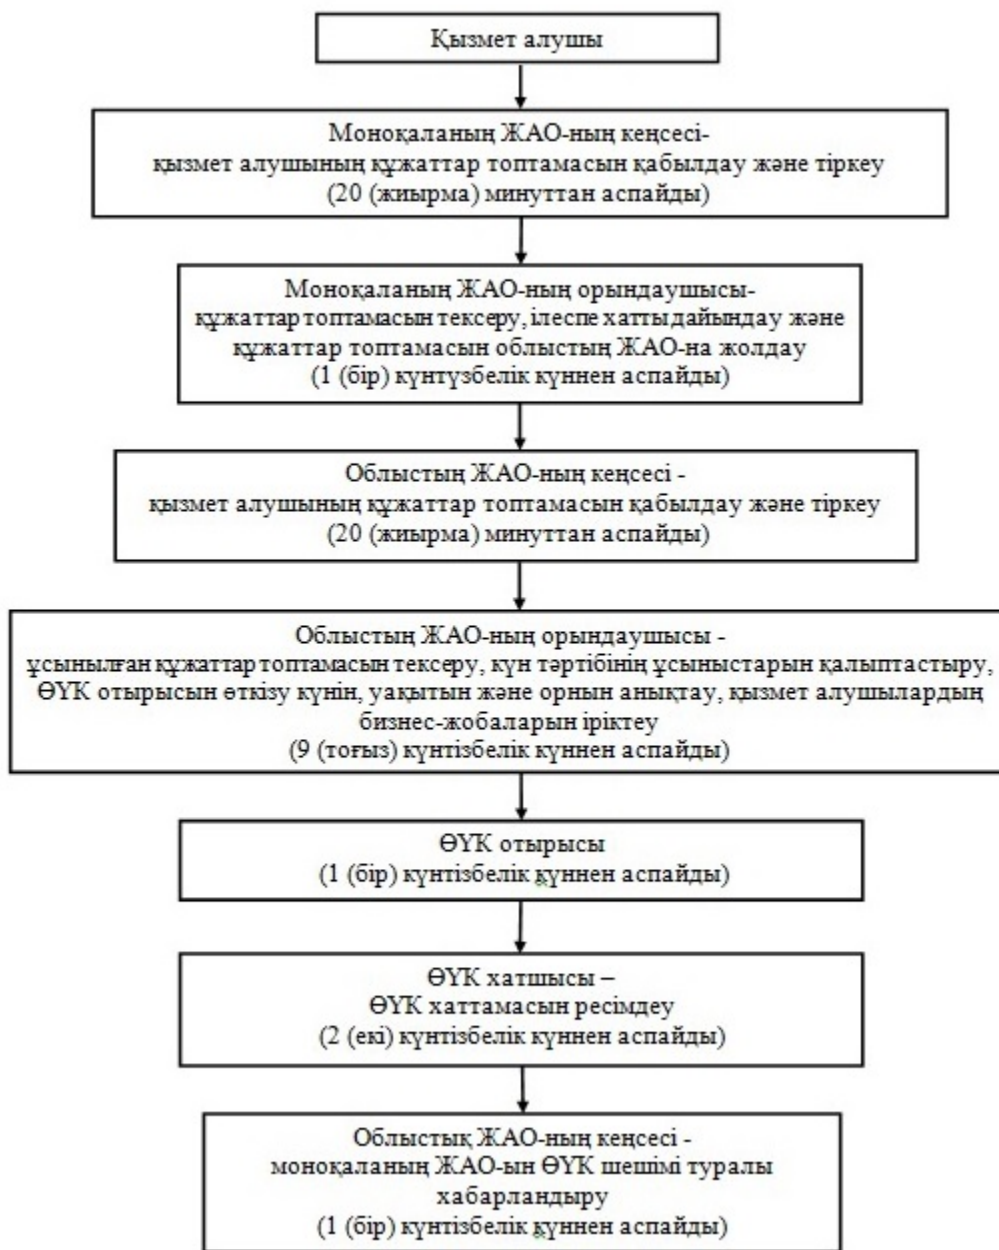 Қызмет алушы
Моноқаланың ЖАО-ның кеңсесі-
қызмет алушының құжаттар топтамасын қабылдау және тіркеу
(20 (жиырма) минуттан аспайды)
Моноқаланың ЖАО-ның орындаушысы-
құжаттар топтамасын тексеру, ілеспе хатты дайындау және
құжаттар топтамасын облыстың ЖАО-на жолдау
(1 (бір) күнтүзбелік күннен аспайды)
Облыстың ЖАО-ның кеңсесі -
қызмет алушының құжаттар топтамасын қабылдау және тіркеу
(20 (жиырма) минуттан аспайды)
Облыстың ЖАО-ның орындаушысы -
ұсынылған құжаттар топтамасын тексеру, күн тәртібінің ұсыныстарын қалыптастыру,
ӨҮК отырысын өткізу күнін, уақытын және орнын анықтау, қызмет алушылардың
бизнес-жобаларын іріктеу
(9 (тоғыз) күнтізбелік күннен аспайды)
ӨҮК отырысы
(1 (бір) күнтізбелік күннен аспайды)
ӨҮК хатшысы –
ӨҮК хаттамасын ресімдеу
(2 (екі) күнтізбелік күннен аспайды)
Облыстық ЖАО-ның кеңсесі -
моноқаланың ЖАО-ын ӨҮК шешімі туралы
хабарландыру
(1 (бір) күнтізбелік күннен аспайды)